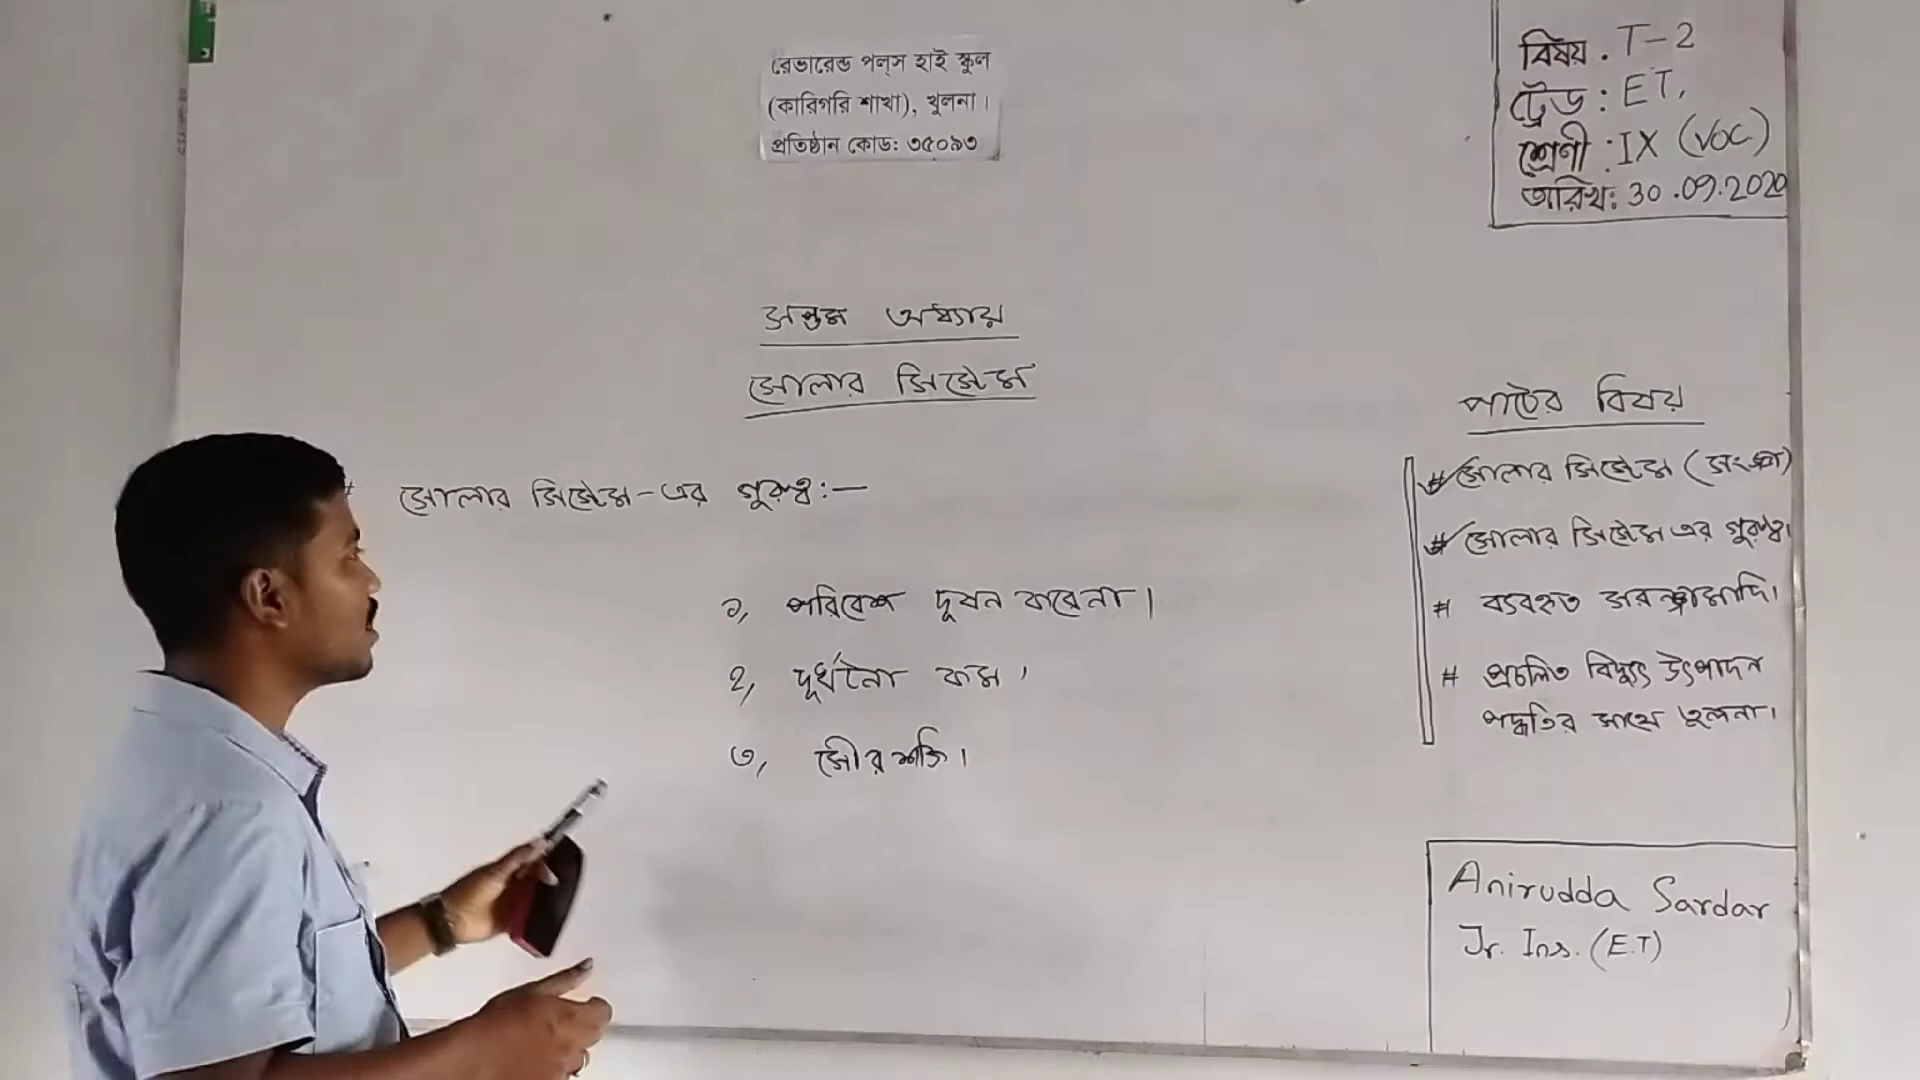 রেভারেন্ড পল্‌স হাই স্কুল
(কারিগরি শাখা), খুলনা।
প্রতিষ্ঠান কোড: ৩৫০৯৩
বিষয় . T-2
ট্রেড : ET,
শ্রেণী : IX (VOC)
তারিখ: 30.09.2020
সপ্তম অধ্যায়
সোলার সিস্টেম
# সোলার সিস্টেম-এর গুরুত্ব:—
১, পরিবেশ দূষন করেনা।
২, দূর্ঘটনা কম।
৩, সৌর শক্তি।
পাঠের বিষয়
# সোলার সিস্টেম (সংজ্ঞা)
# সোলার সিস্টেম এর গুরুত্ব।
# ব্যবহৃত সরঞ্জামাদি।
# প্রচলিত বিদ্যুৎ উৎপাদন
পদ্ধতির সাথে তুলনা।
Anirudda Sardar
Jr. Ins. (E.T)